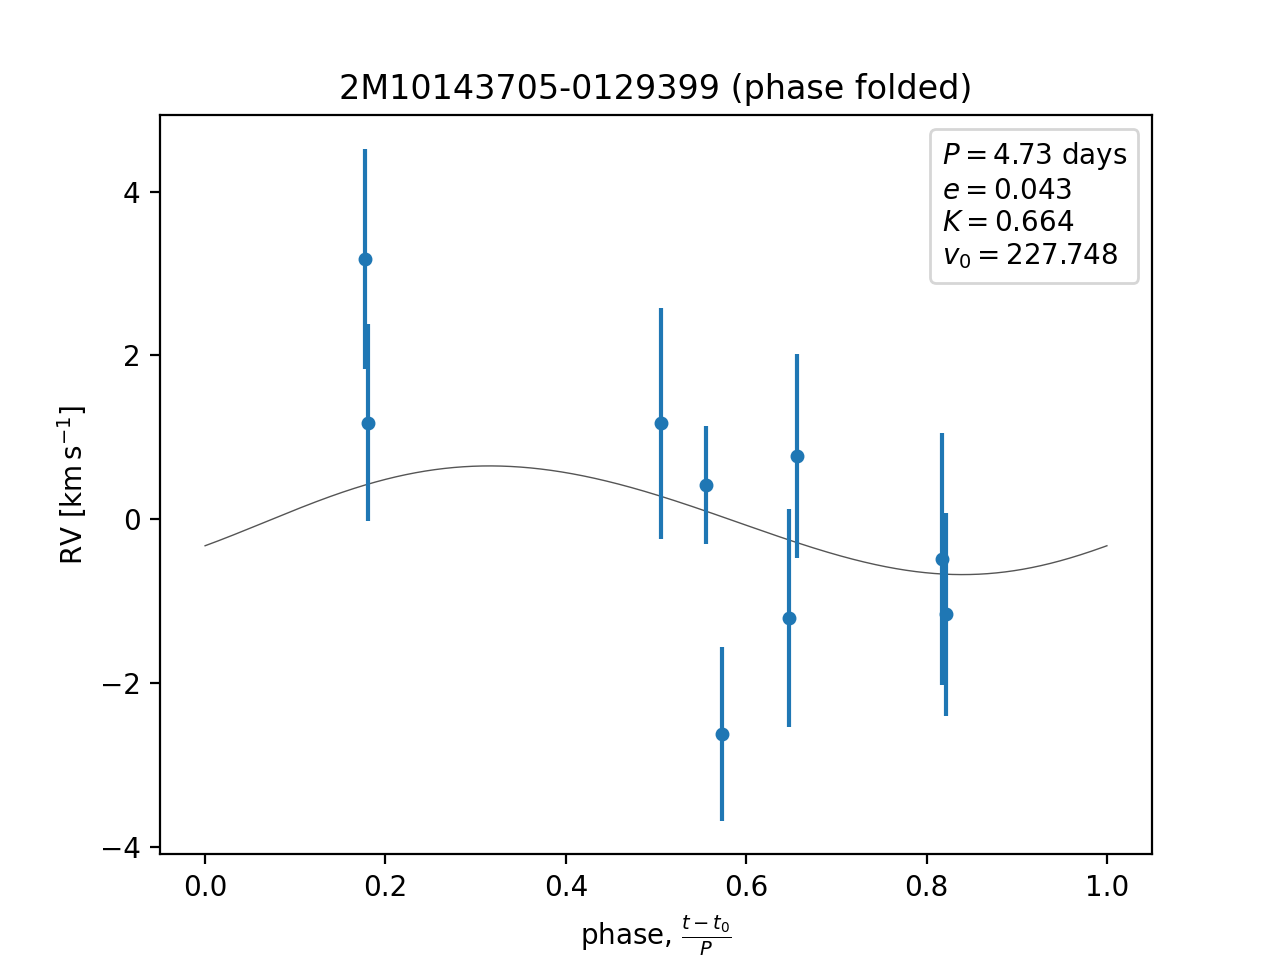 2M10143705-0129399 (phase folded)
P = 4.73 days
e = 0.043
K = 0.664
v₀ = 227.748
RV [km s⁻¹]
4
2
0
−2
−4
0.0 0.2 0.4 0.6 0.8 1.0
phase, (t − t₀)/P